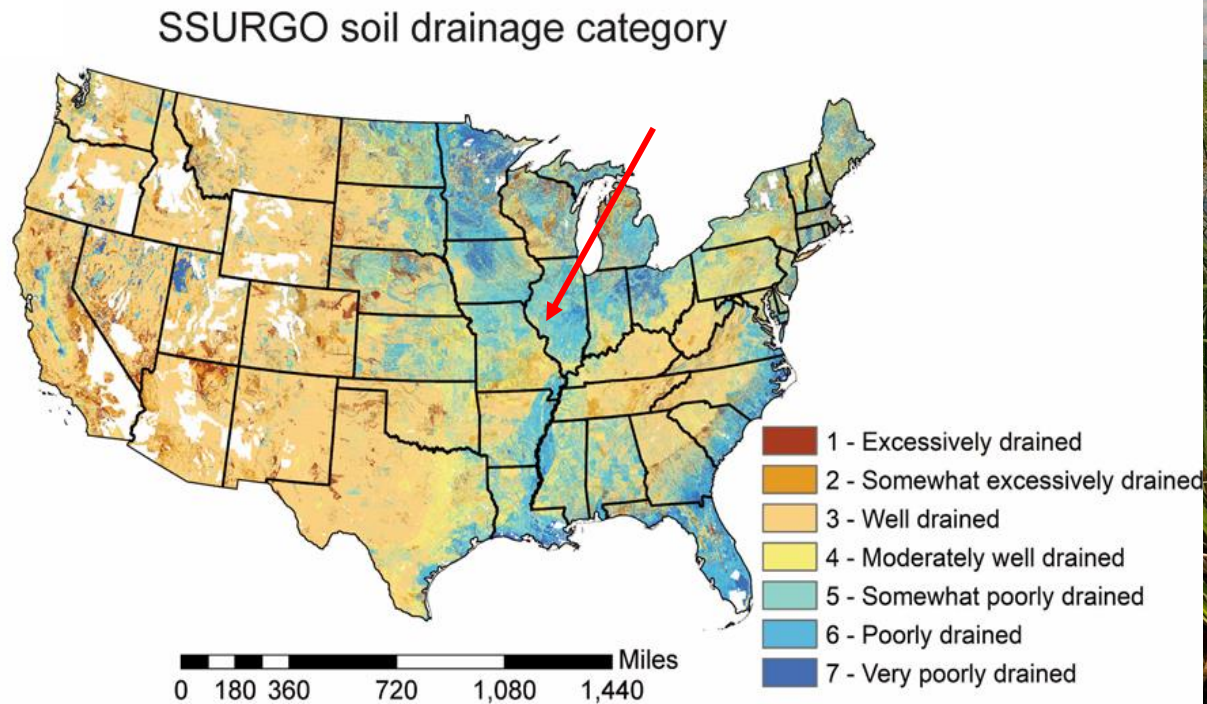 SSURGO soil drainage category
1 - Excessively drained
2 - Somewhat excessively drained
3 - Well drained
4 - Moderately well drained
5 - Somewhat poorly drained
6 - Poorly drained
7 - Very poorly drained
Miles
0 180 360 720 1,080 1,440